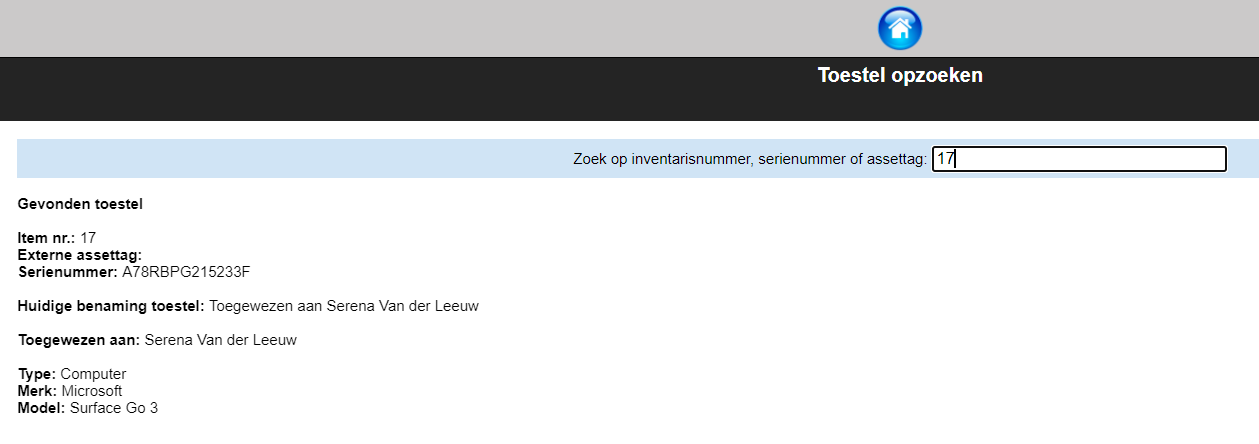 Toestel opzoeken
Zoek op inventarisnummer, serienummer of assettag: 17
Gevonden toestel
Item nr.: 17
Externe assettag:
Serienummer: A78RBPG215233F
Huidige benaming toestel: Toegewezen aan Serena Van der Leeuw
Toegewezen aan: Serena Van der Leeuw
Type: Computer
Merk: Microsoft
Model: Surface Go 3